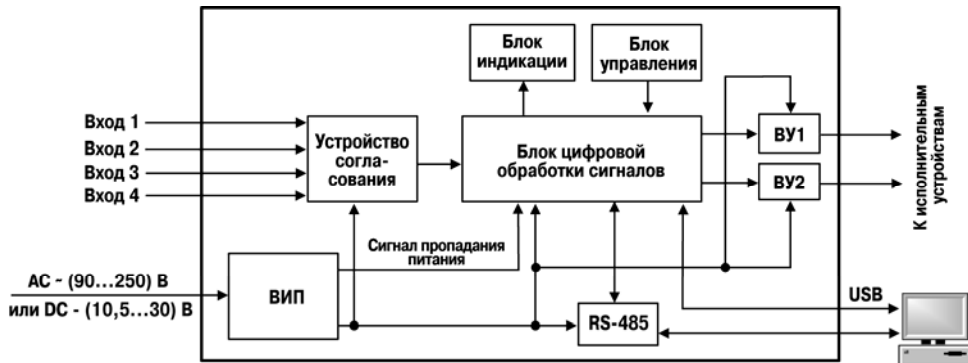 Блок
индикации
Блок
управления
Вход 1
Вход 2
Вход 3
Вход 4
Устройство
согла-
сования
Блок цифровой
обработки сигналов
ВУ1
ВУ2
К исполнительным
устройствам
Сигнал пропадания
питания
AC ~ (90...250) В
или DC - (10,5...30) В
ВИП
RS-485
USB